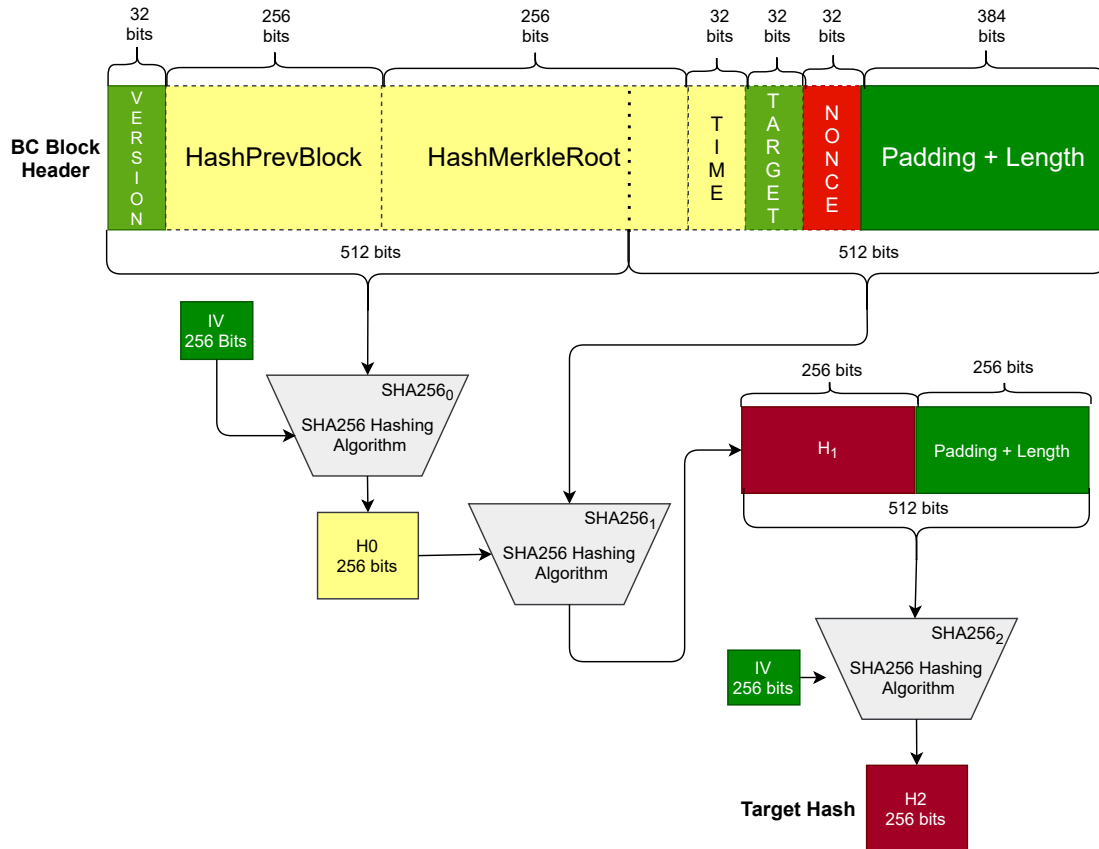 32
bits
256
bits
256
bits
32
bits
32
bits
32
bits
384
bits
BC Block
Header
VERSION
HashPrevBlock
HashMerkleRoot
TIME
TARGET
NONCE
Padding + Length
512 bits
512 bits
IV
256 Bits
SHA256₀
SHA256 Hashing
Algorithm
256 bits
256 bits
H₁
Padding + Length
512 bits
H0
256 bits
SHA256₁
SHA256 Hashing
Algorithm
SHA256₂
SHA256 Hashing
Algorithm
IV
256 bits
Target Hash
H2
256 bits